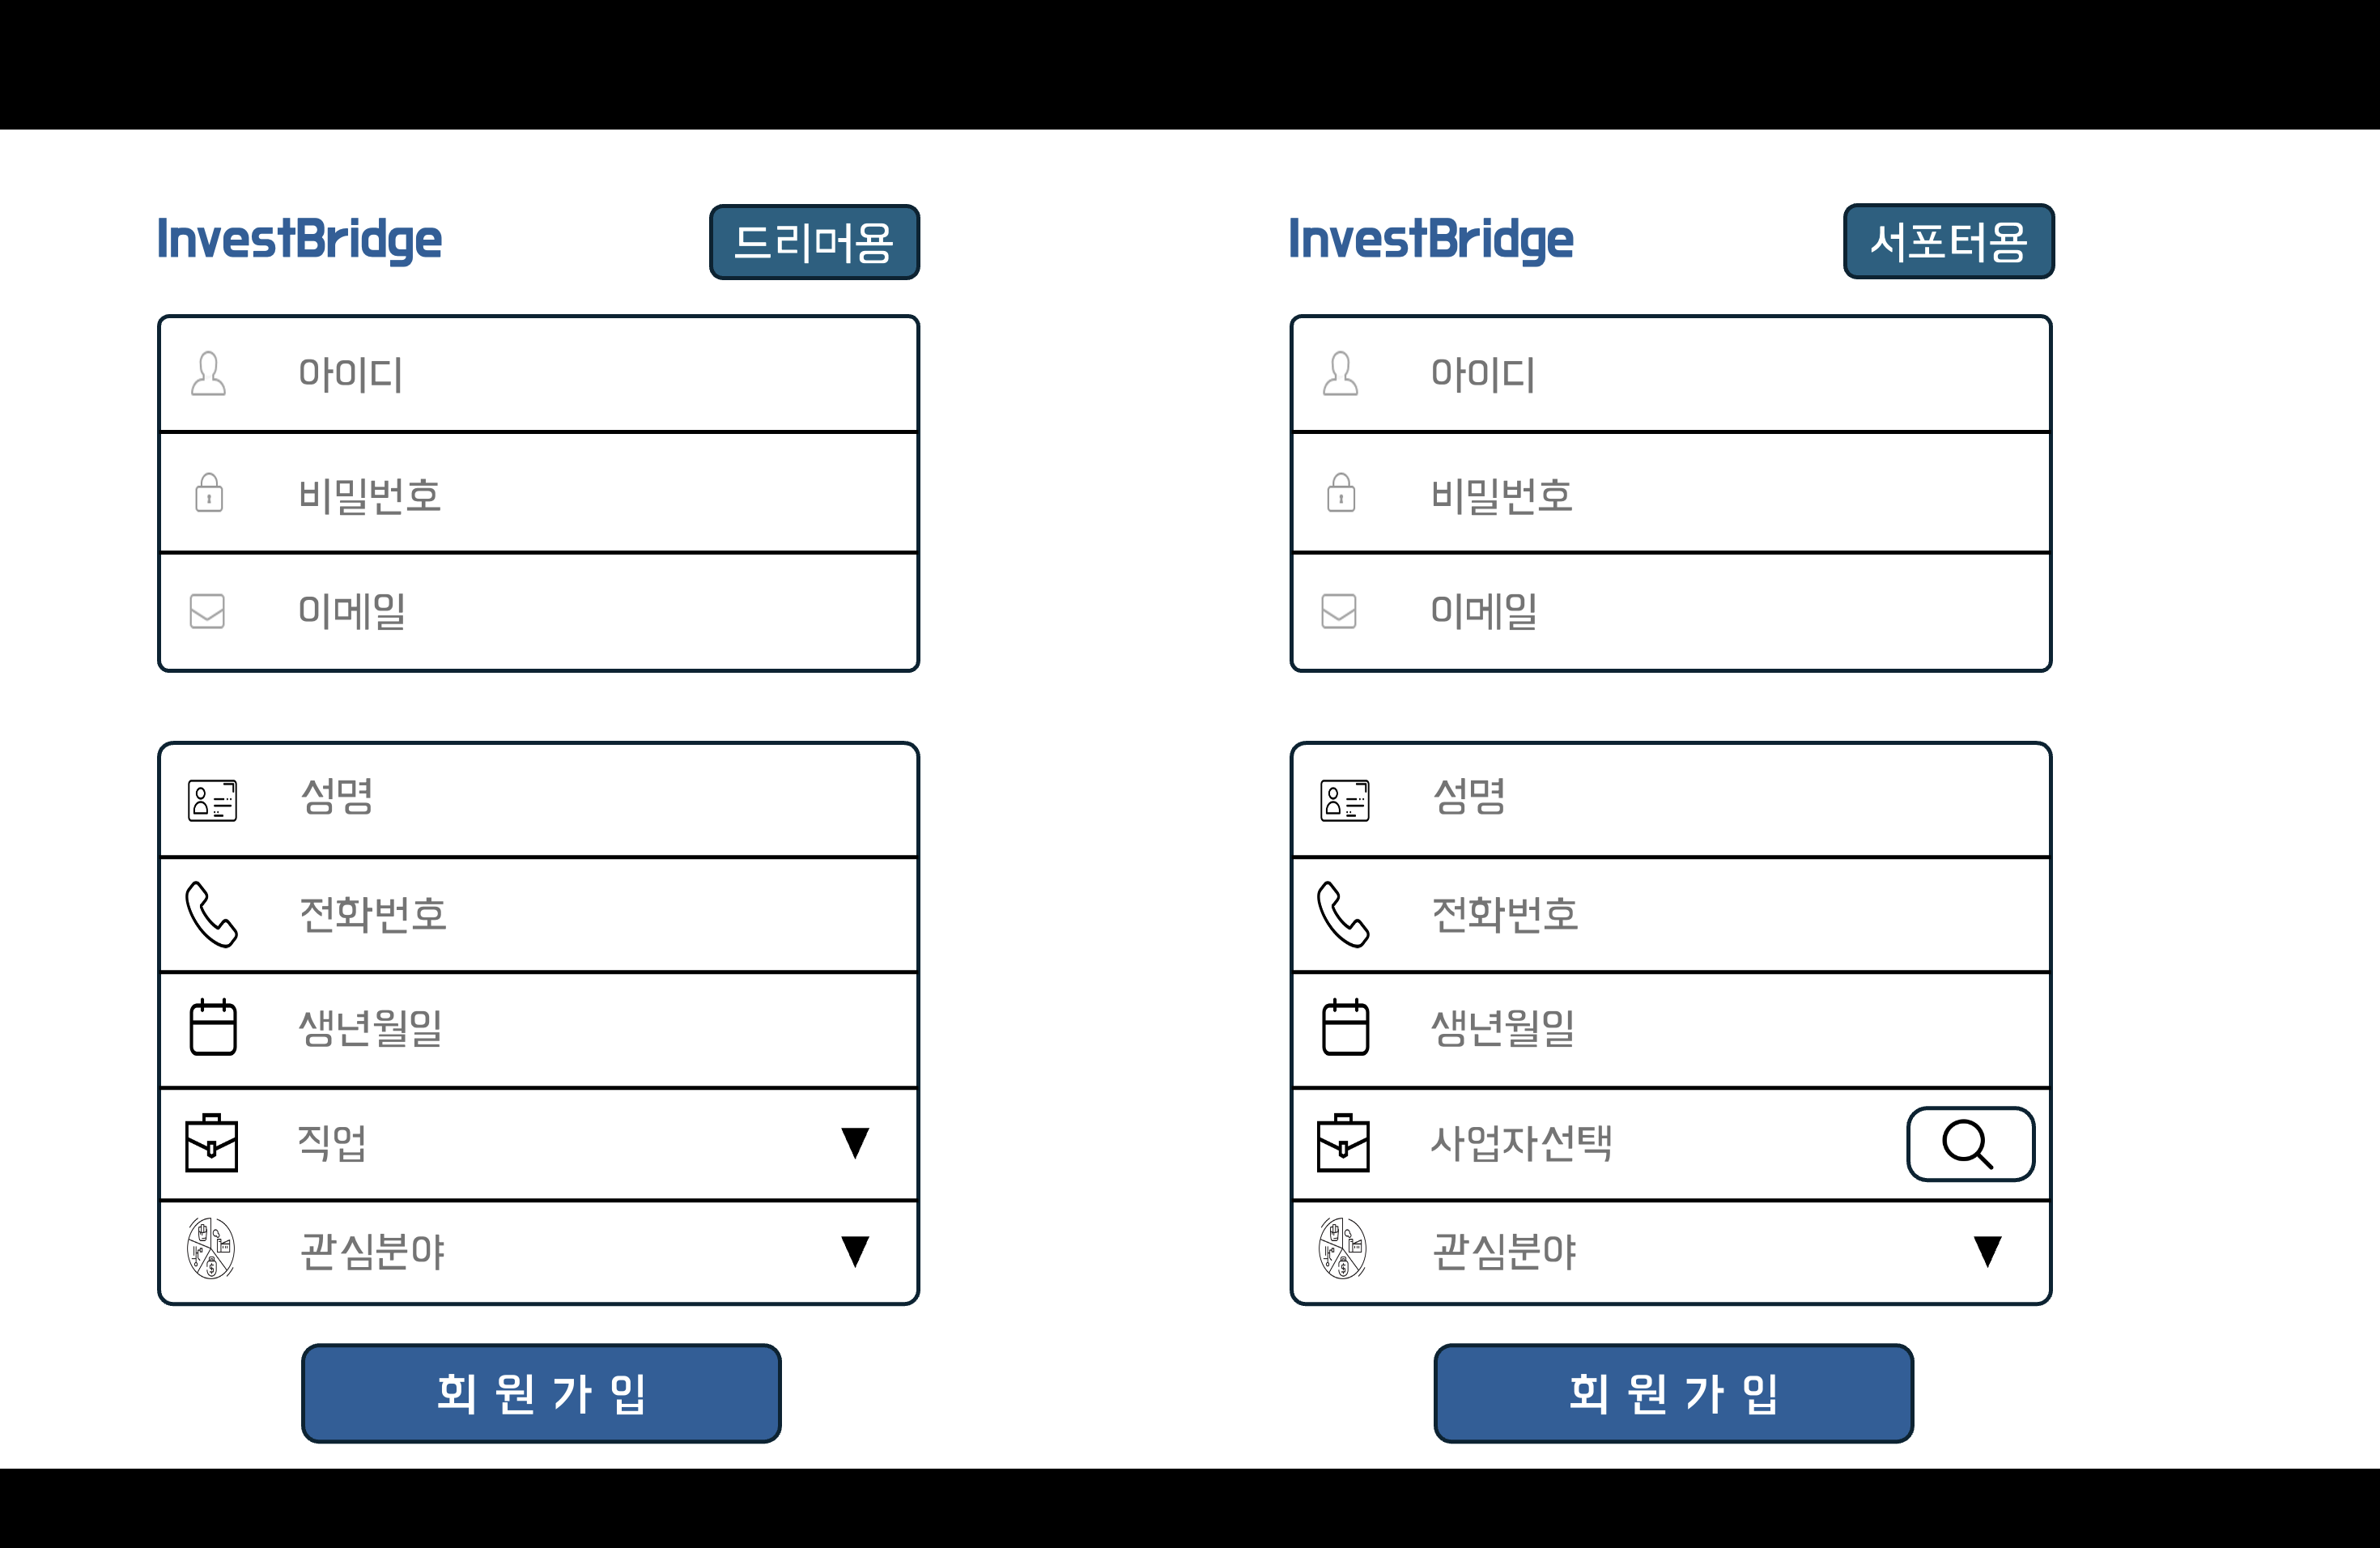 InvestBridge
드리머용
아이디
비밀번호
이메일
성명
전화번호
생년월일
직업
관심분야
회원가입
InvestBridge
서포터용
아이디
비밀번호
이메일
성명
전화번호
생년월일
사업자선택
관심분야
회원가입